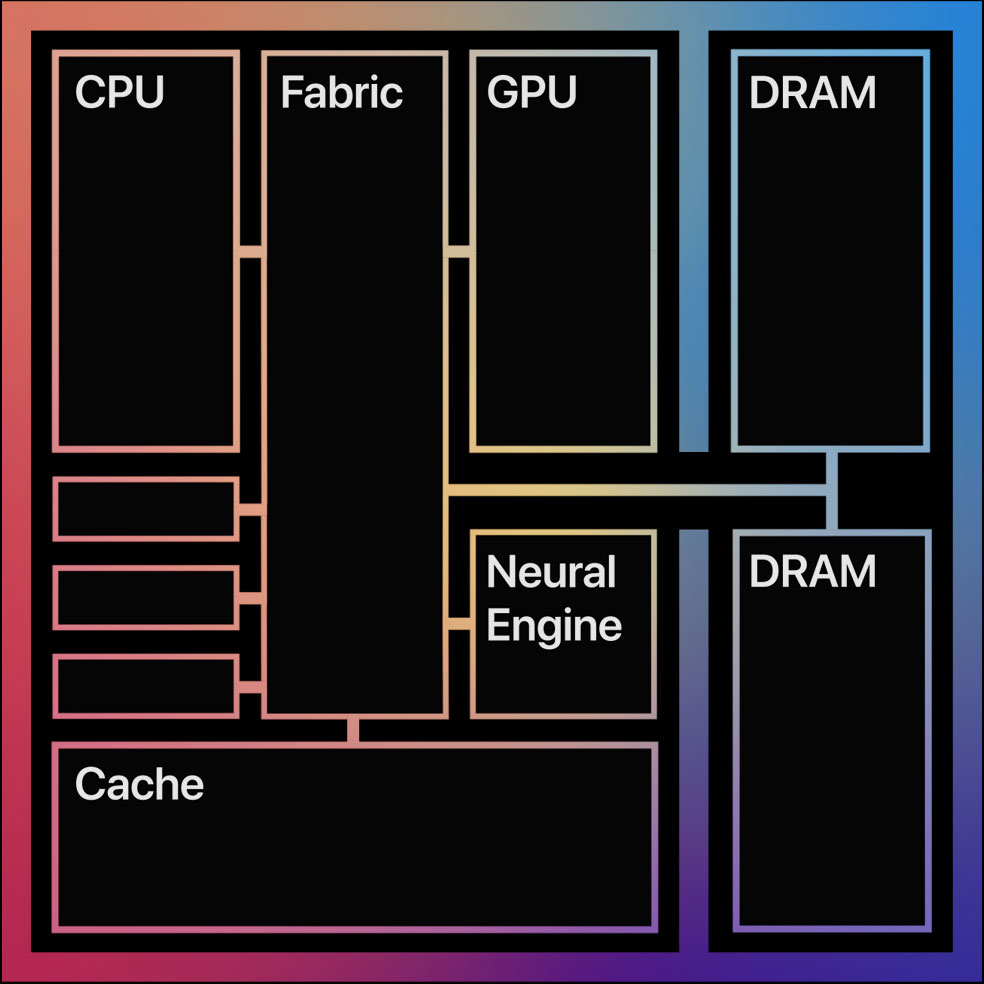 CPU
Fabric
GPU
DRAM
Neural
Engine
DRAM
Cache